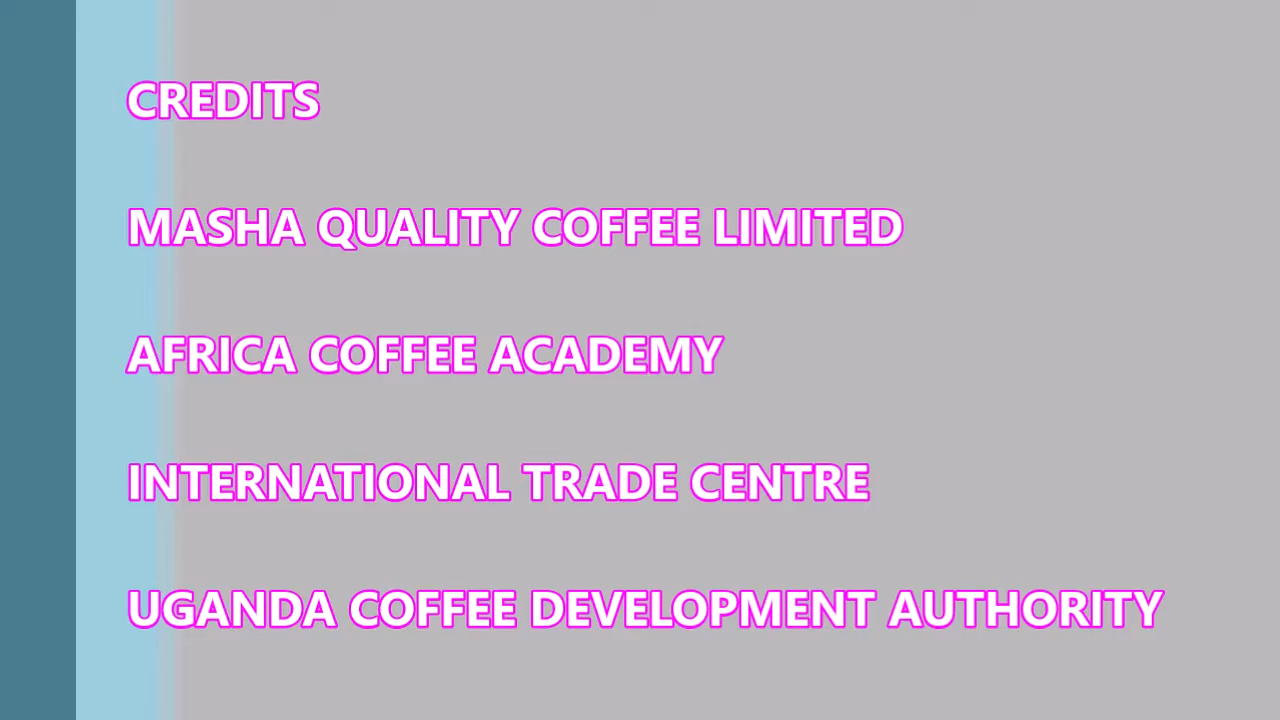 CREDITS
MASHA QUALITY COFFEE LIMITED
AFRICA COFFEE ACADEMY
INTERNATIONAL TRADE CENTRE
UGANDA COFFEE DEVELOPMENT AUTHORITY